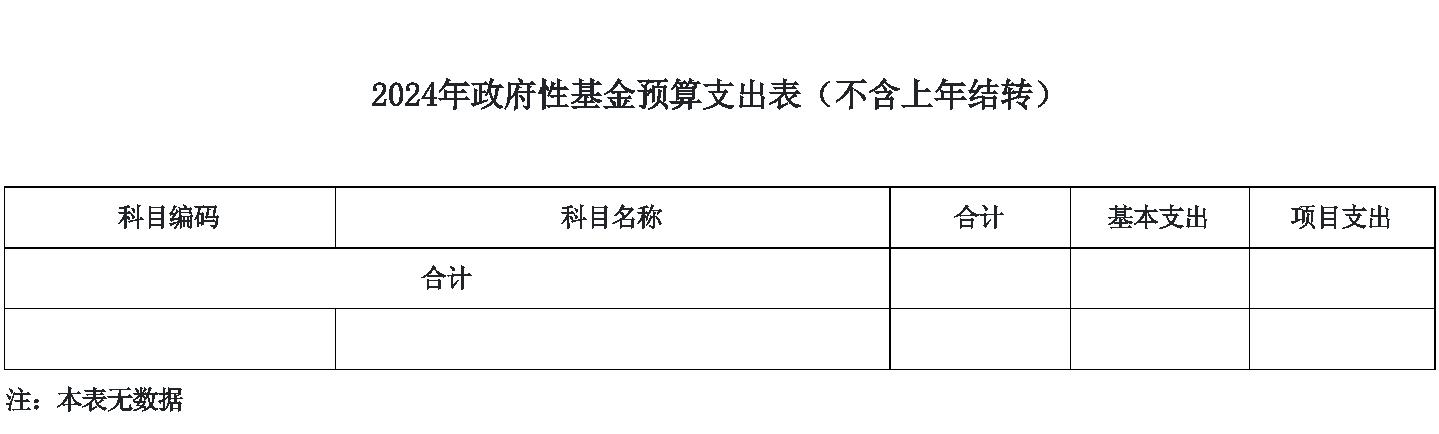 2024年政府性基金预算支出表（不含上年结转）
科目编码 科目名称 合计 基本支出 项目支出
合计
注：本表无数据